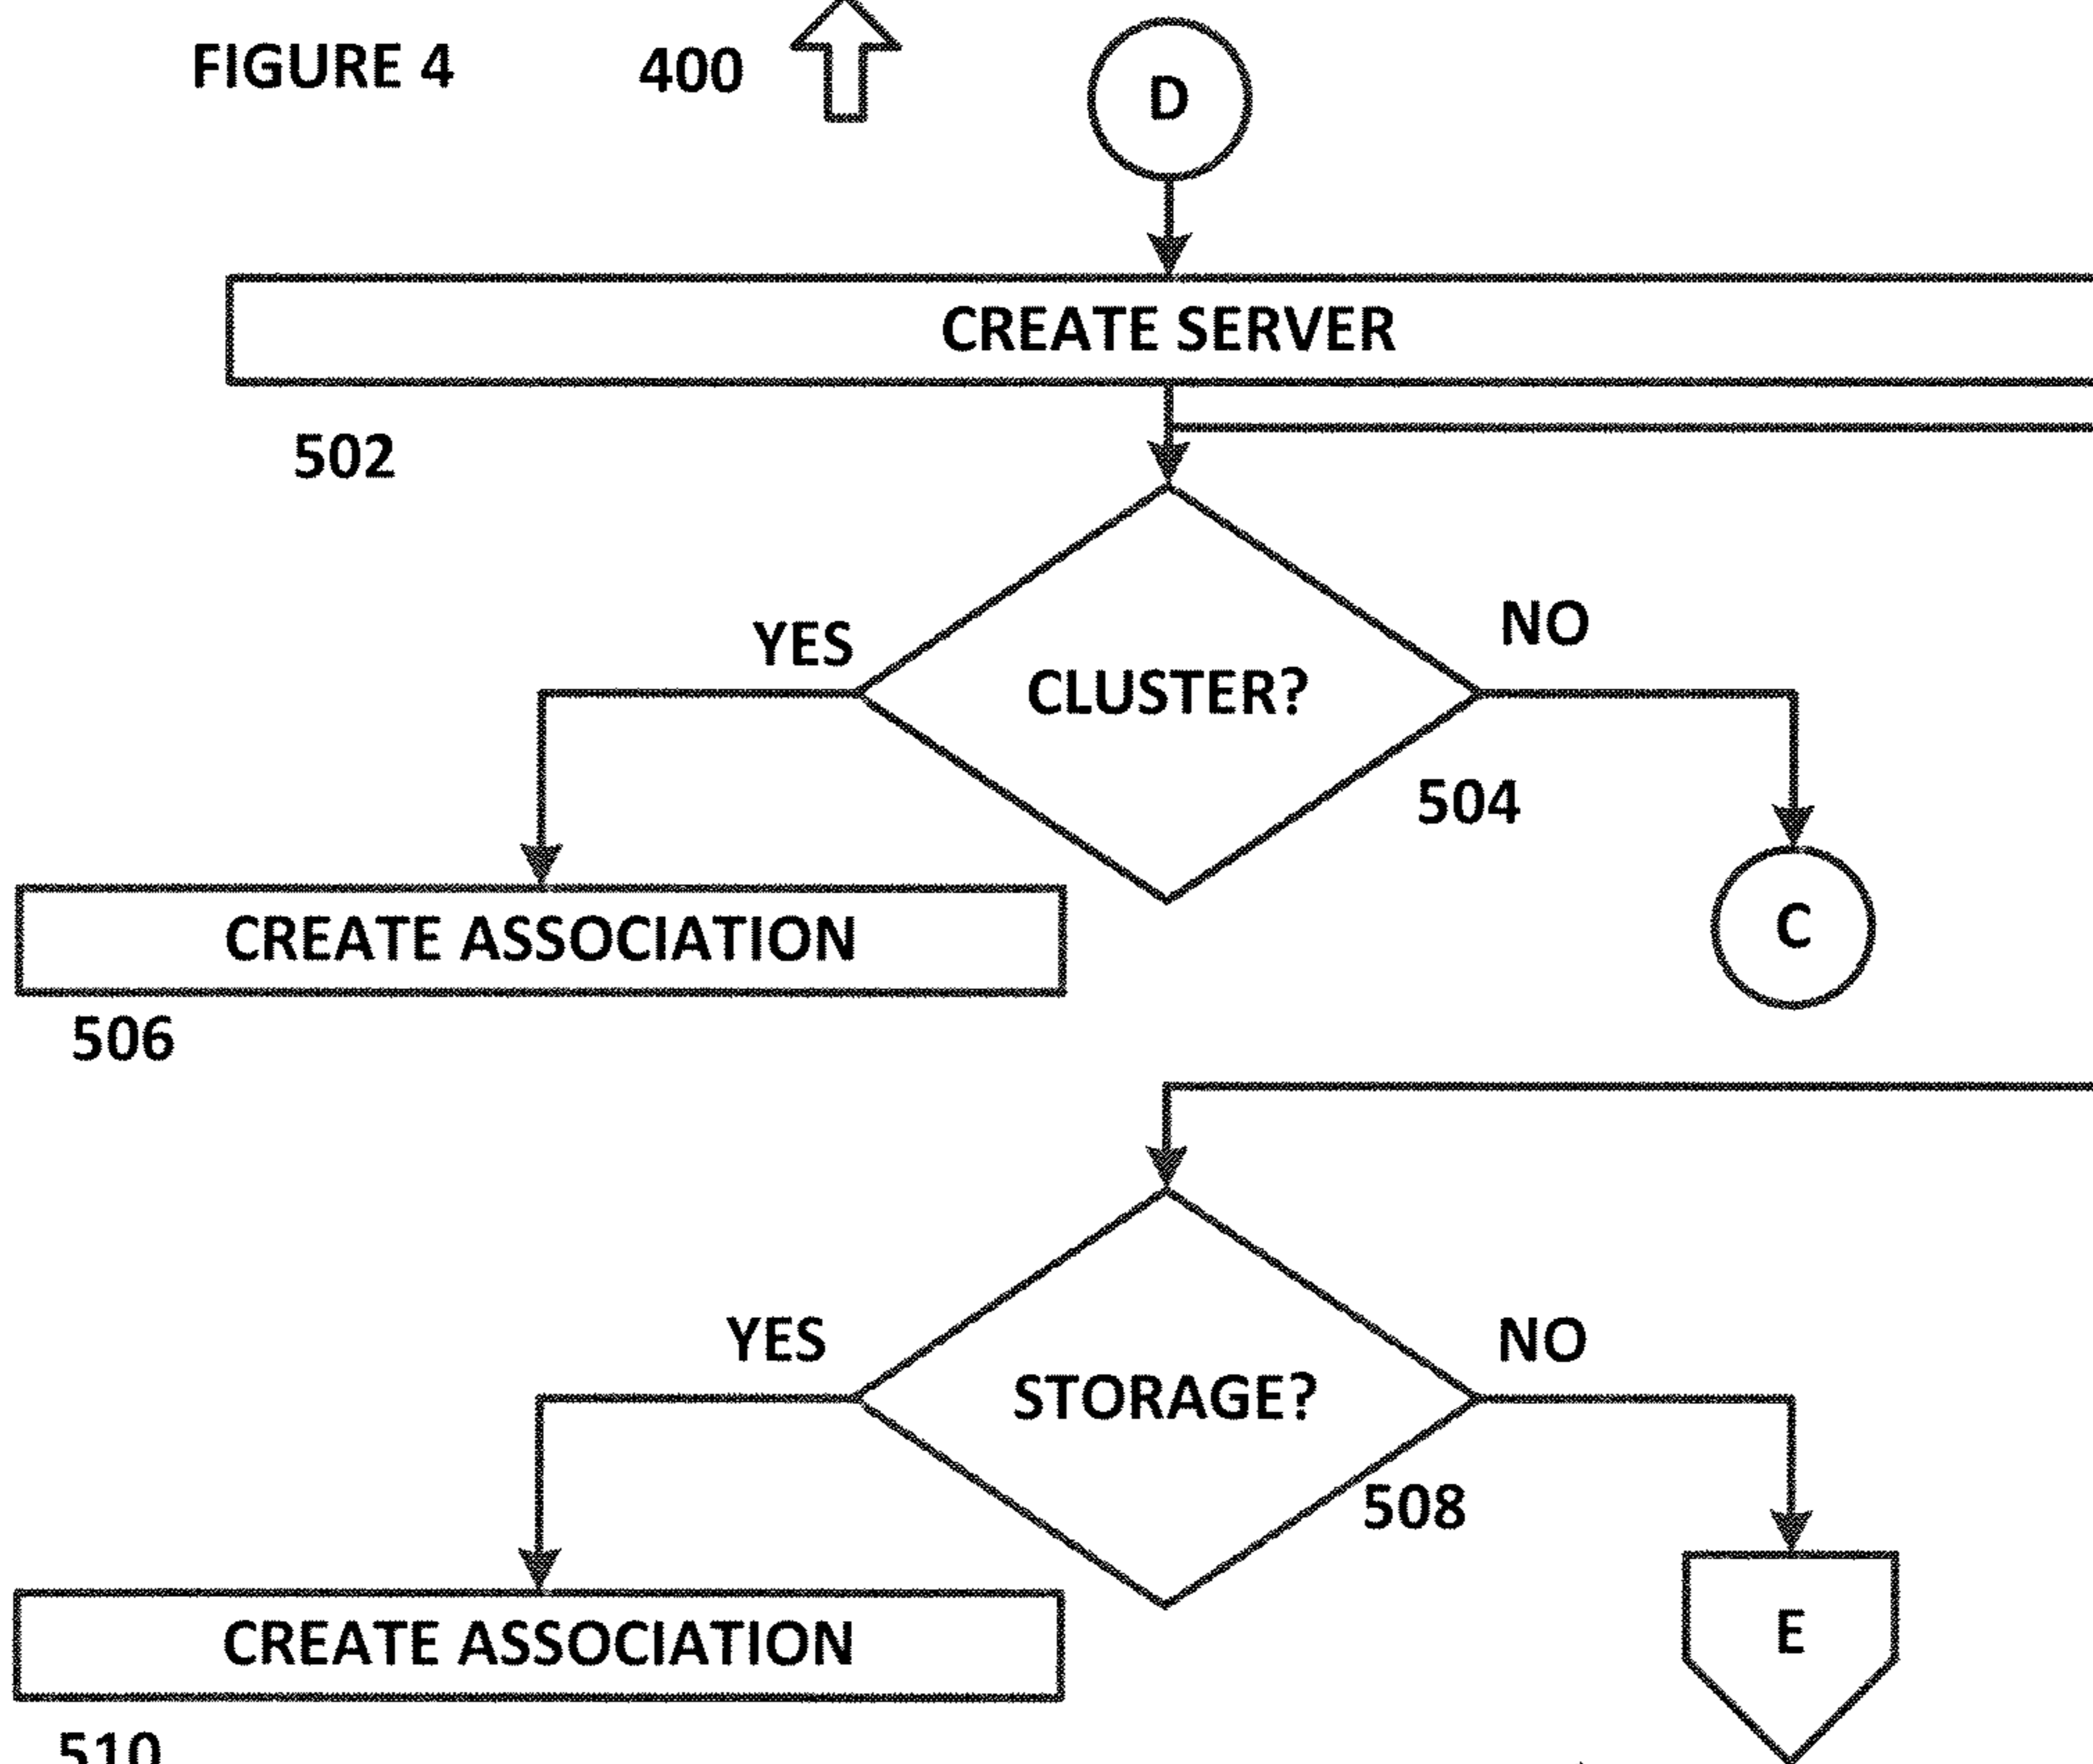 FIGURE 4
400
D
CREATE SERVER
502
YES
NO
CLUSTER?
504
CREATE ASSOCIATION
C
506
YES
NO
STORAGE?
508
CREATE ASSOCIATION
E
510